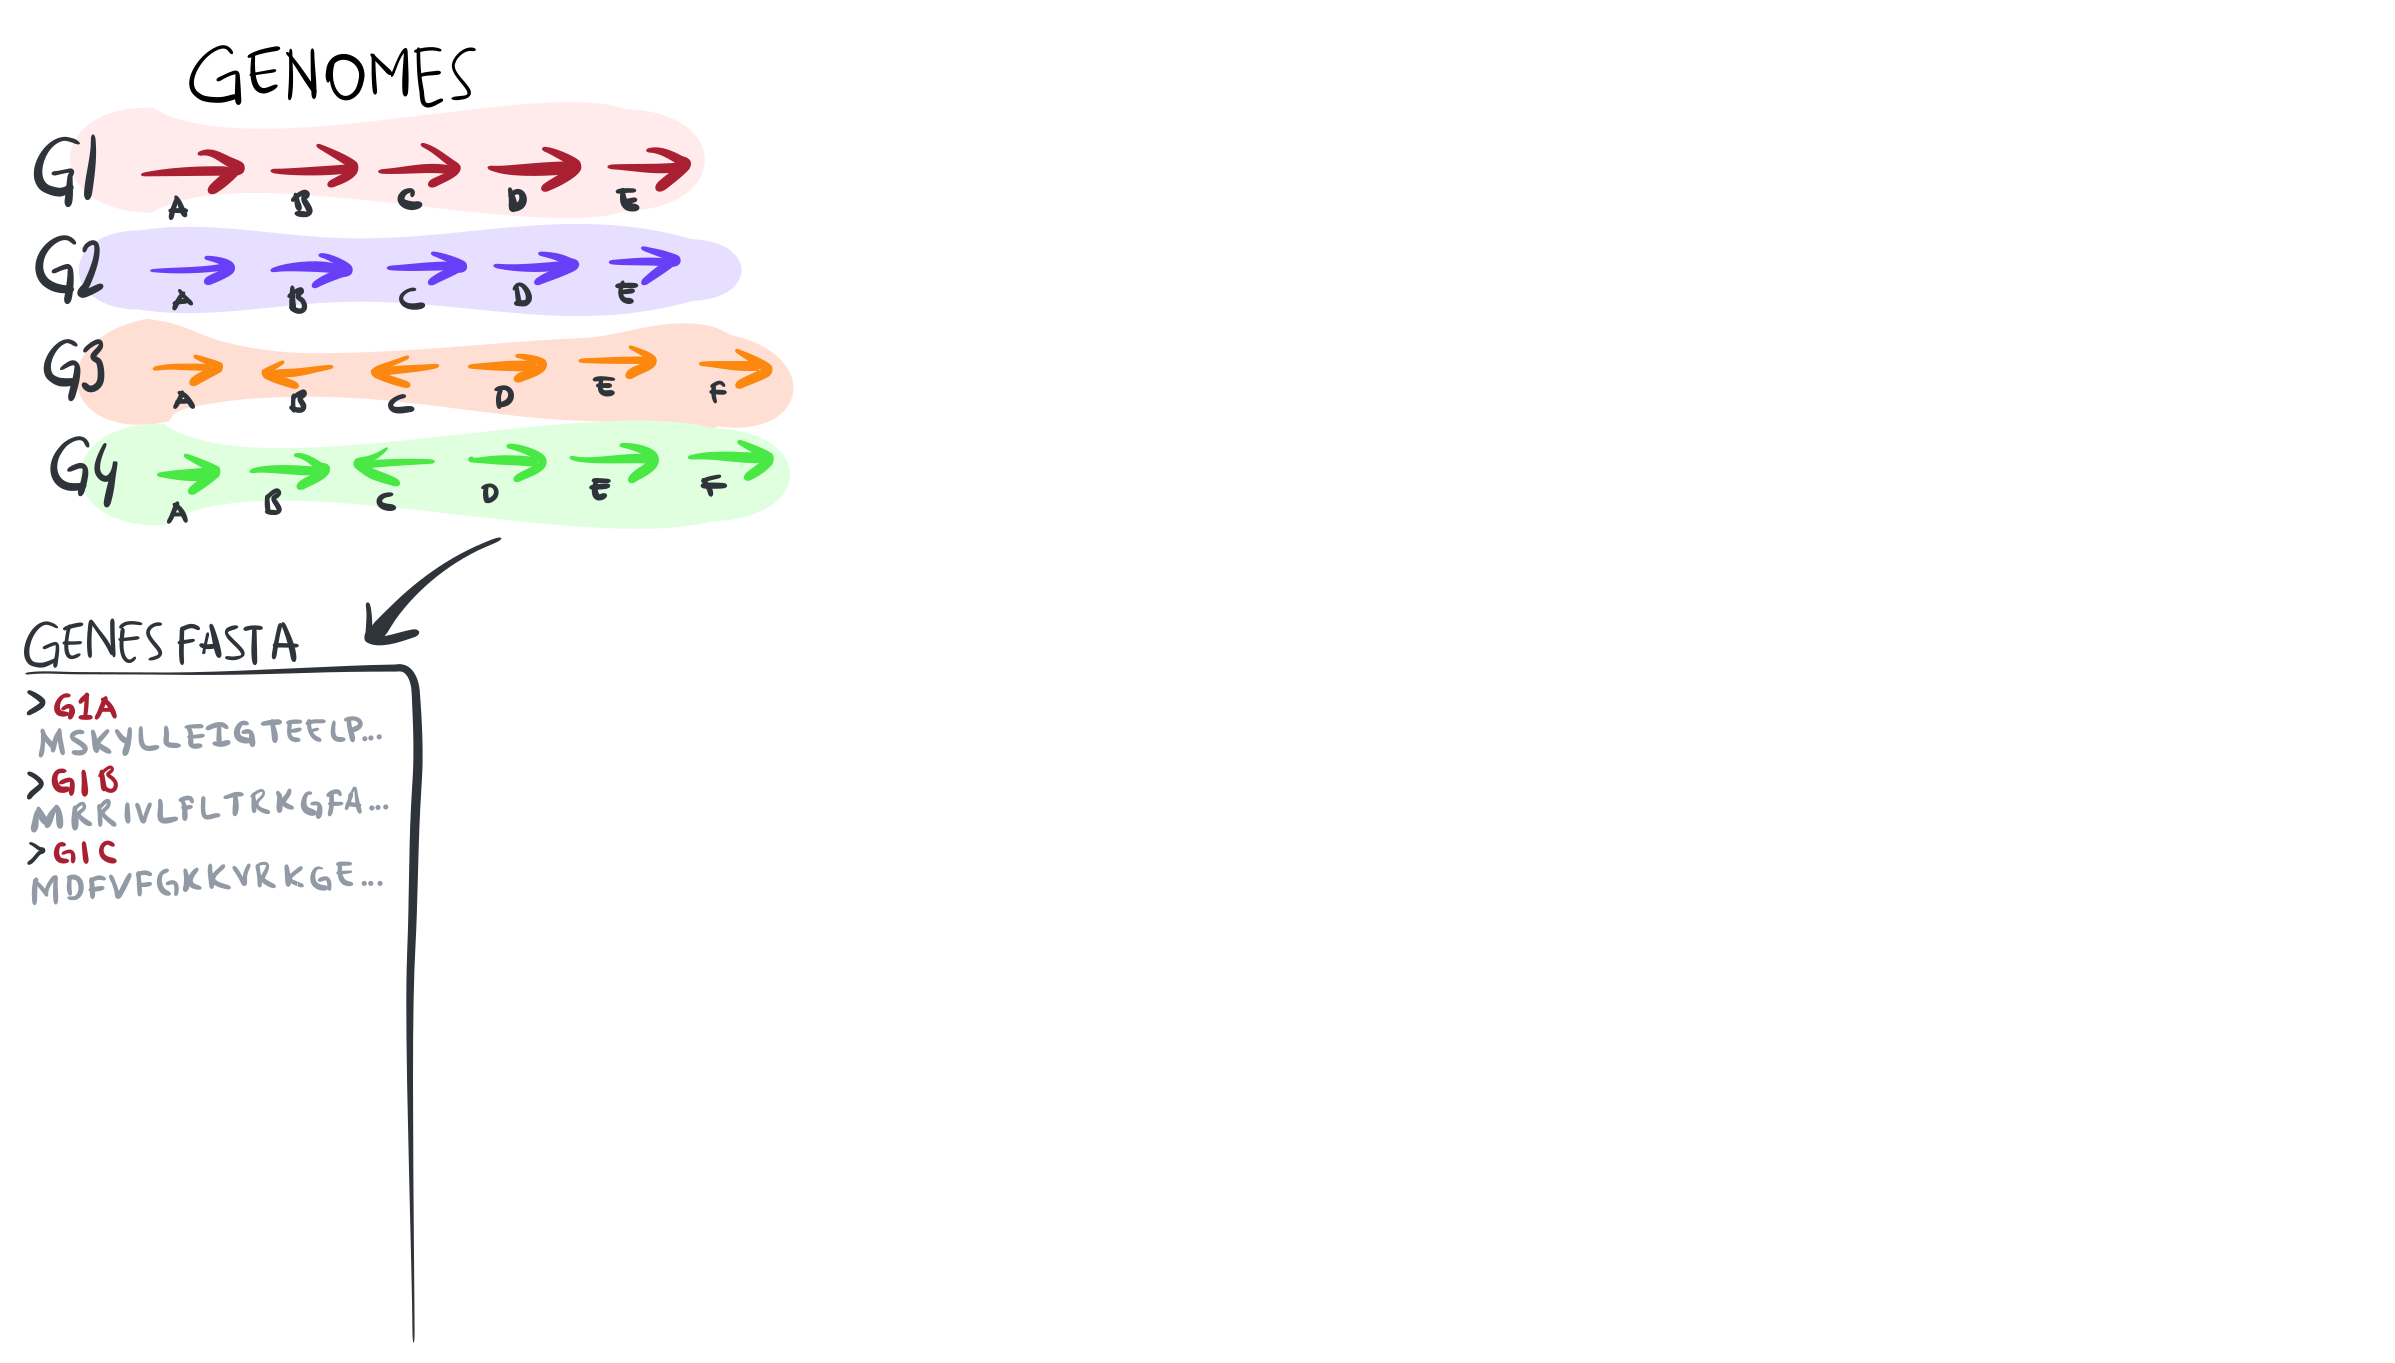 GENOMES
G1
A B C D E
G2
A B C D E
G3
A B C D E F
G4
A B C D E F
GENES FASTA
>G1A
MSKYLLEIGTEELP...
>G1B
MRRIVLFLTRKGFA...
>G1C
MDFVFGKKVRKGE...